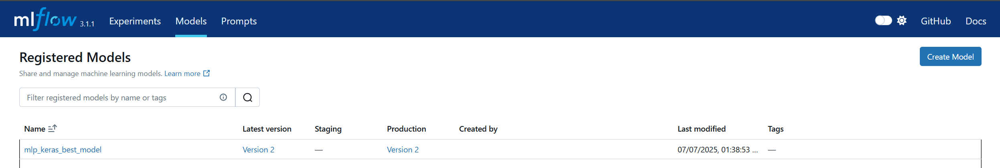 mlflow 3.1.1 Experiments Models Prompts GitHub Docs
Registered Models
Create Model
Share and manage machine learning models. Learn more
Filter registered models by name or tags
Name Latest version Staging Production Created by Last modified Tags
mlp_keras_best_model Version 2 — Version 2 07/07/2025, 01:38:53 ... —